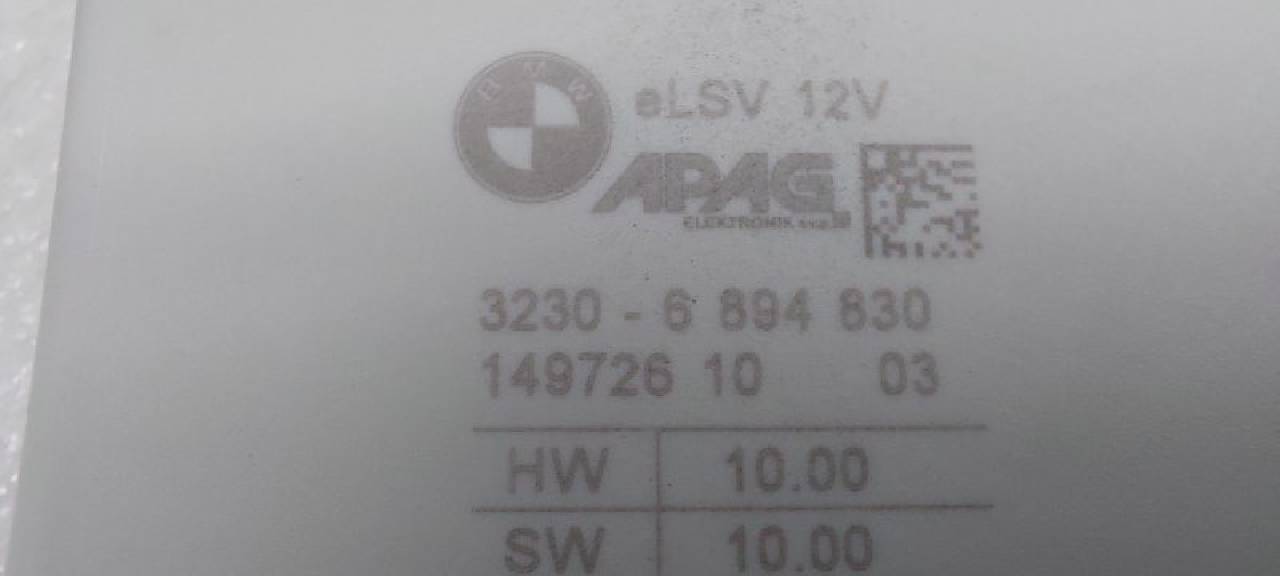 BMW
eLSV 12V
APAG
ELEKTRONIK
3230 - 6 894 830
149726 10 03
HW 10.00
SW 10.00